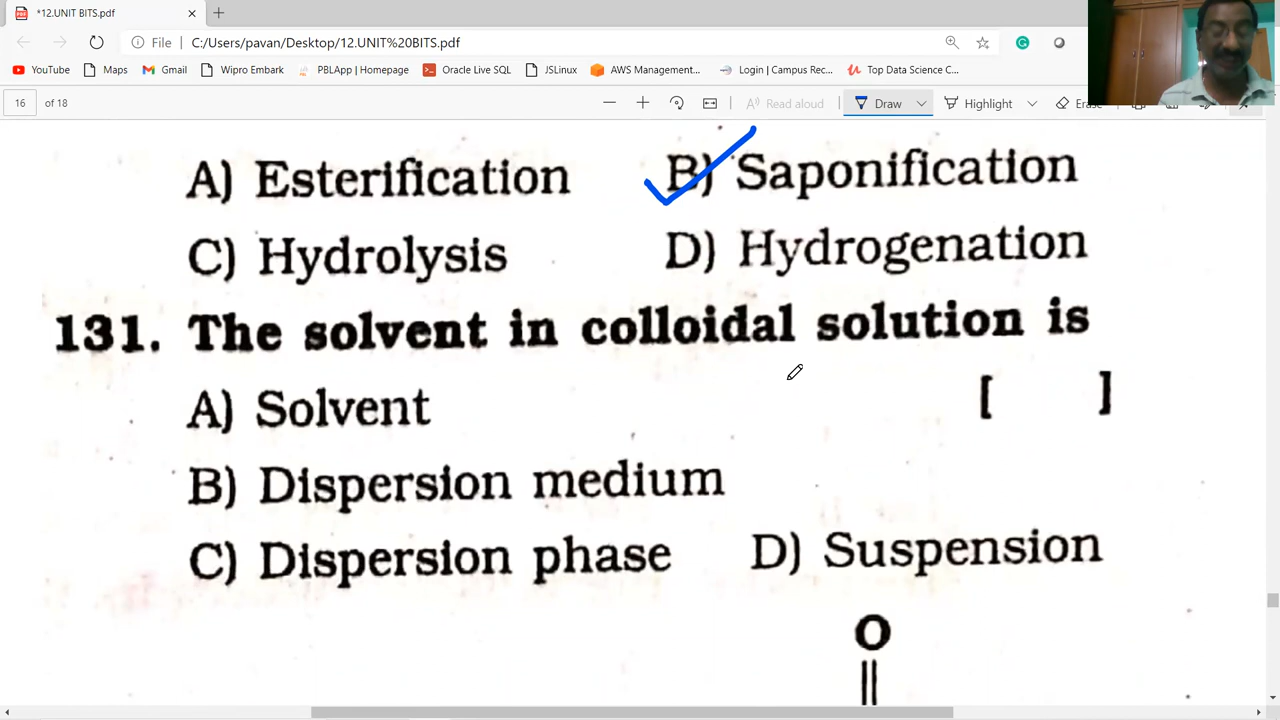 *12.UNIT BITS.pdf
File C:/Users/pavan/Desktop/12.UNIT%20BITS.pdf
YouTube Maps Gmail Wipro Embark PBLApp | Homepage Oracle Live SQL JSLinux AWS Management... Login | Campus Rec... Top Data Science C...
16 of 18 Read aloud Draw Highlight Erase
A) Esterification B) Saponification
C) Hydrolysis D) Hydrogenation
131. The solvent in colloidal solution is
A) Solvent [ ]
B) Dispersion medium
C) Dispersion phase D) Suspension
O
||